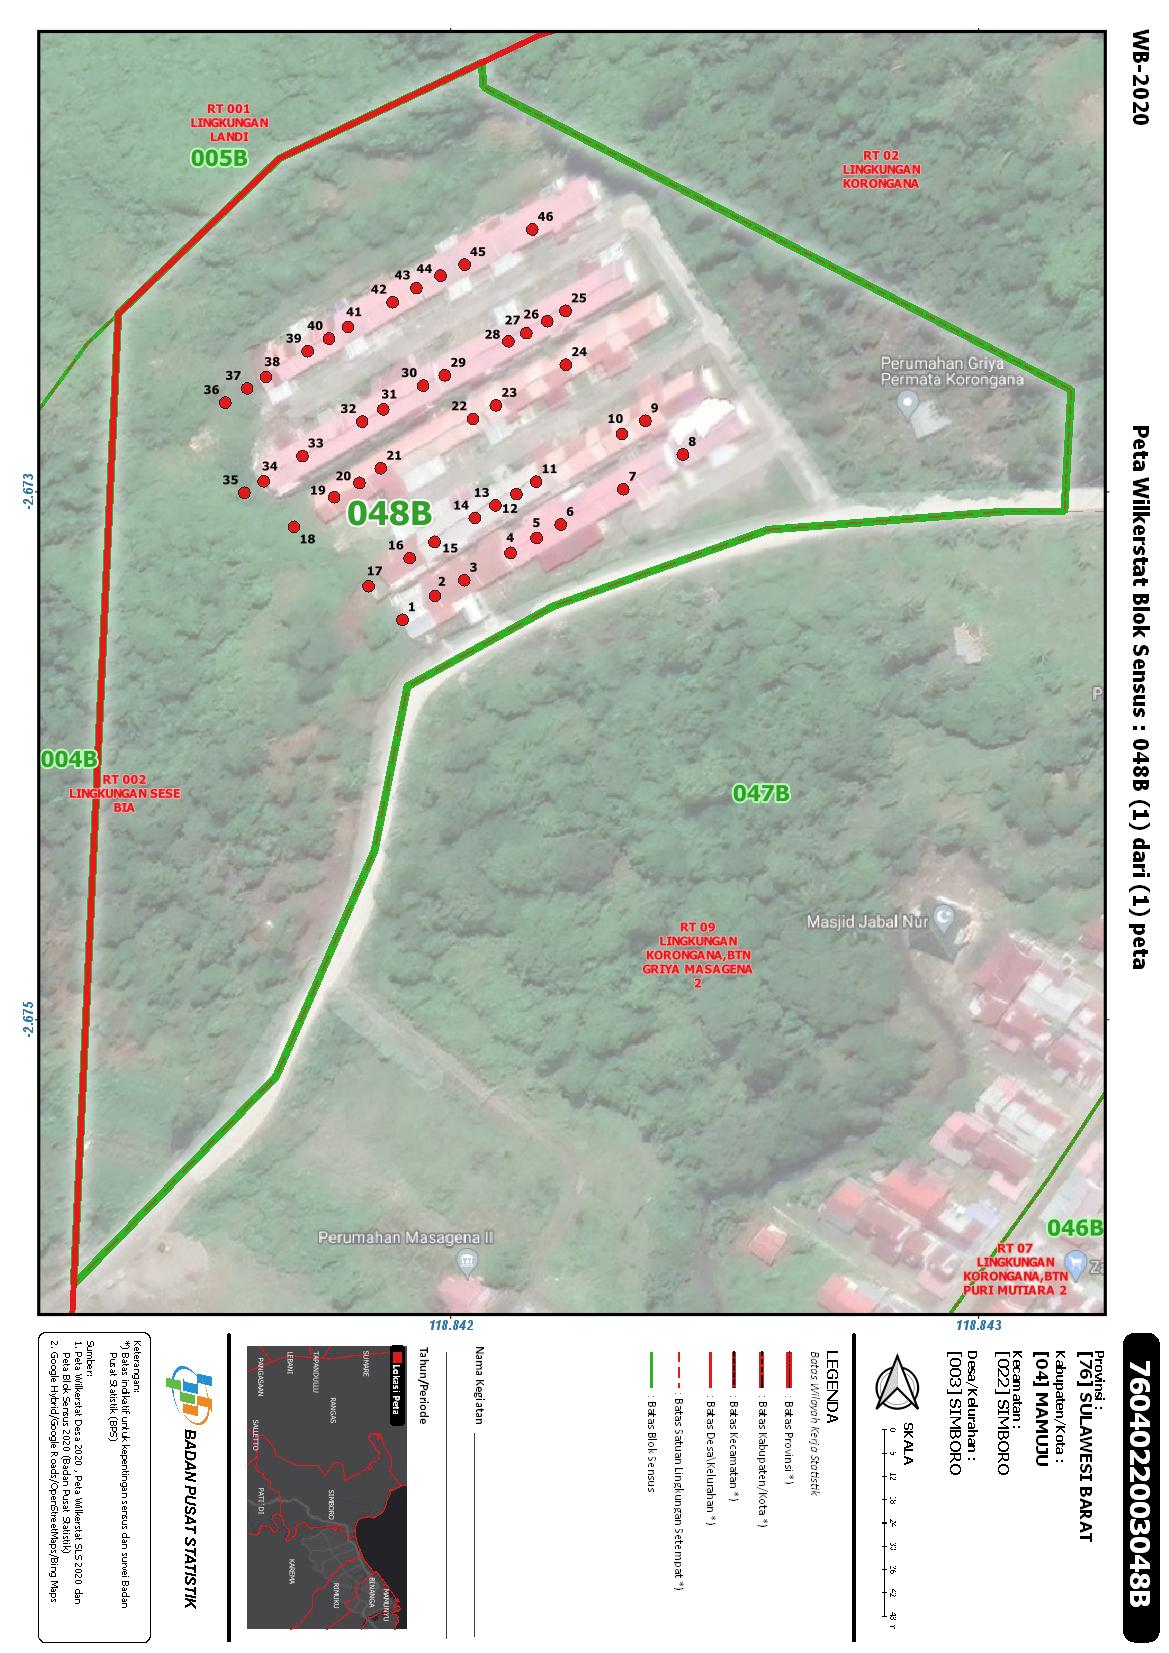 WB-2020
Peta Wilkerstat Blok Sensus : 048B (1) dari (1) peta
7604022003048B
RT 001
LINGKUNGAN
LANDI
005B
RT 02
LINGKUNGAN
KORONGANA
46
45
44
43
42
41
40
39
38
37
36
25
26
27
28
29
30
31
32
33
34
35
24
23
22
21
20
19
18
9
10
11
12
13
14
15
16
17
8
7
6
5
4
3
2
1
048B
Perumahan Griya
Permata Korongana
004B
RT 002
LINGKUNGAN SESE
BIA
047B
Masjid Jabal Nur
RT 09
LINGKUNGAN
KORONGANA,BTN
GRIYA MASAGENA
2
Perumahan Masagena II
046B
RT 07
LINGKUNGAN
KORONGANA,BTN
PURI MUTIARA 2
Za
P
-2.673
-2.675
118.842
118.843
Provinsi :
[76] SULAWESI BARAT
Kabupaten/Kota :
[04] MAMUJU
Kecamatan :
[022] SIMBORO
Desa/Kelurahan :
[003] SIMBORO
SKALA
0 6 12 18 24 30 36 42 48
LEGENDA
Batas Wilayah Kerja Statistik
: Batas Provinsi *)
: Batas Kabupaten/Kota *)
: Batas Kecamatan *)
: Batas Desa\Kelurahan *)
: Batas Satuan Lingkungan Setempat *)
: Batas Blok Sensus
Nama Kegiatan
Tahun/Periode
Lokasi Peta
SUMARE
TAPANDULLU
LEBANI
PANGASAAN
RANGAS
SALLETTO
SIMBORO
PATI'DI
KAREMA
RIMUKU
BINANGA
MAMUNYU
BADAN PUSAT STATISTIK
Keterangan:
*) Batas indikatif untuk kepentingan sensus dan survei Badan
Pusat Statistik (BPS)
Sumber:
1. Peta Wilkerstat Desa 2020 , Peta Wilkerstat SLS 2020 dan
Peta Blok Sensus 2020 (Badan Pusat Statistik)
2. Google Hybrid/Google Roads/OpenStreetMaps/Bing Maps